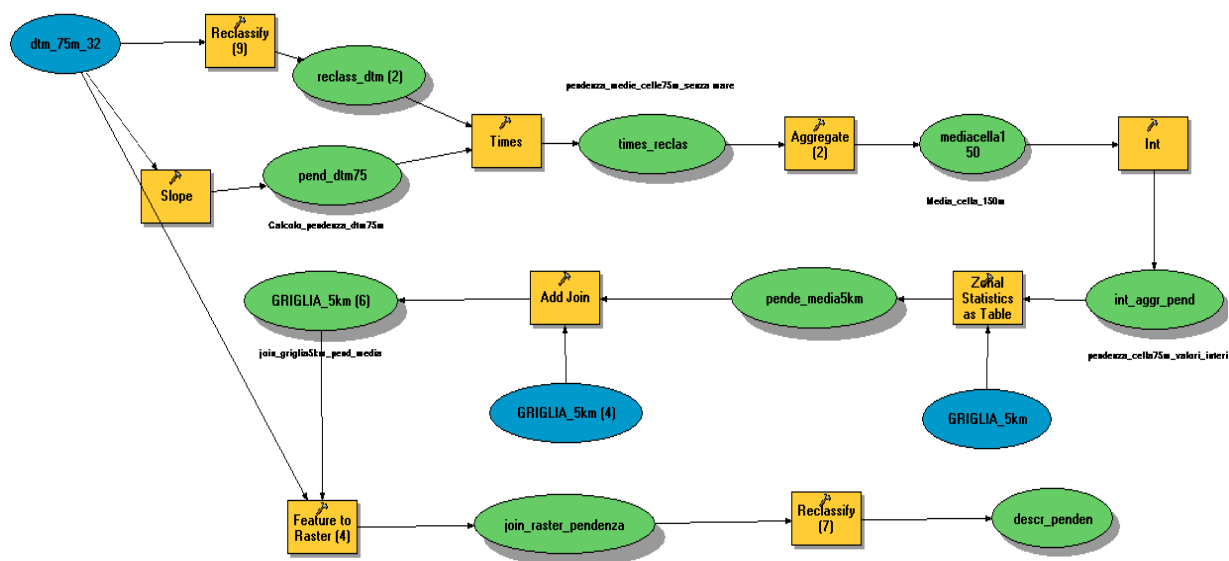 dtm_75m_32
Reclassify
(9)
reclass_dtm (2)
pendenza_medie_celle75m_senza mare
Times
times_reclas
Aggregate
(2)
mediacella1
50
Int
Slope
pend_dtm75
Calcolo_pendenza_dtm75m
Media_cella_150m
GRIGLIA_5km (6)
join_griglia5km_pend_media
Add Join
pende_media5km
Zonal
Statistics
as Table
int_aggr_pend
pendenza_cella75m_valori_interi
GRIGLIA_5km (4)
GRIGLIA_5km
Feature to
Raster (4)
join_raster_pendenza
Reclassify
(7)
descr_penden